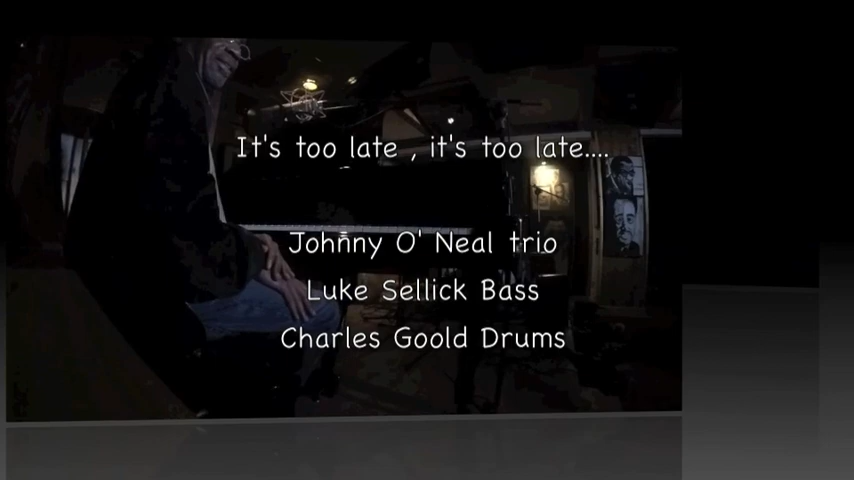 It's too late , it's too late....
Johnny O' Neal trio
Luke Sellick Bass
Charles Goold Drums